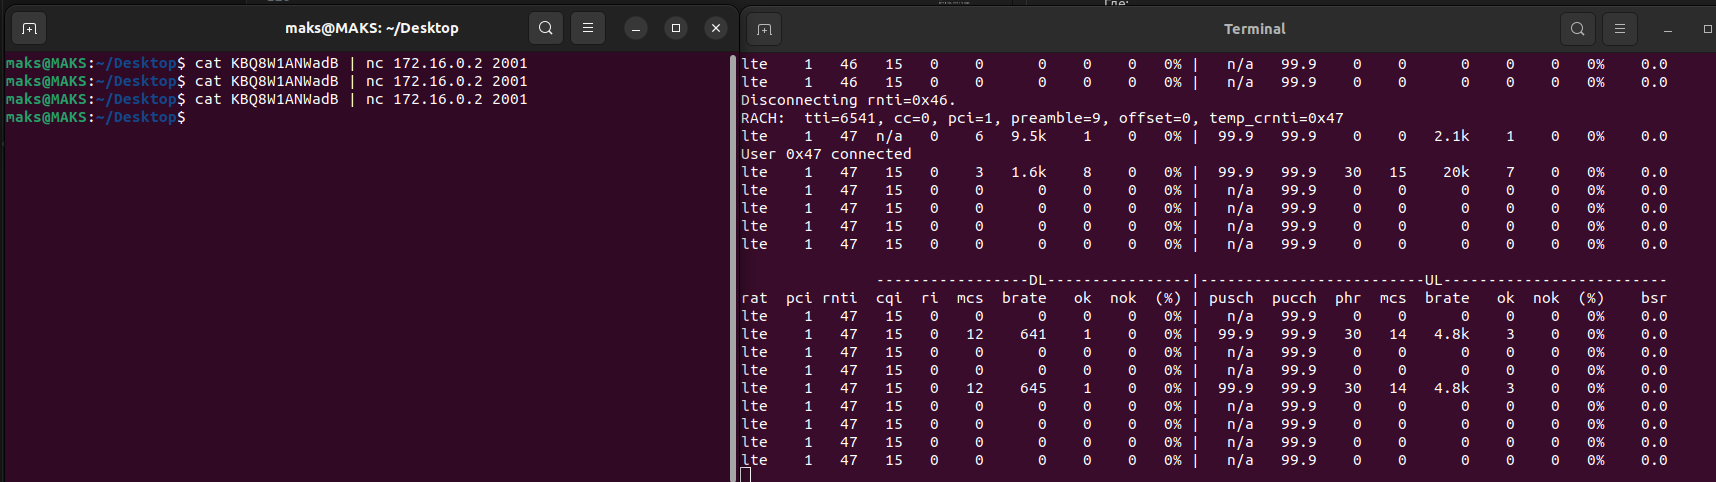 maks@MAKS: ~/Desktop
maks@MAKS:~/Desktop$ cat KBQ8W1ANWadB | nc 172.16.0.2 2001
maks@MAKS:~/Desktop$ cat KBQ8W1ANWadB | nc 172.16.0.2 2001
maks@MAKS:~/Desktop$ cat KBQ8W1ANWadB | nc 172.16.0.2 2001
maks@MAKS:~/Desktop$
Terminal
lte 1 46 15 0 0 0 0 0 0% | n/a 99.9 0 0 0 0 0 0% 0.0
lte 1 46 15 0 0 0 0 0 0% | n/a 99.9 0 0 0 0 0 0% 0.0
Disconnecting rnti=0x46.
RACH: tti=6541, cc=0, pci=1, preamble=9, offset=0, temp_crnti=0x47
lte 1 47 n/a 0 6 9.5k 1 0 0% | 99.9 99.9 0 0 2.1k 1 0 0% 0.0
User 0x47 connected
lte 1 47 15 0 3 1.6k 8 0 0% | 99.9 99.9 30 15 20k 7 0 0% 0.0
lte 1 47 15 0 0 0 0 0 0% | n/a 99.9 0 0 0 0 0 0% 0.0
lte 1 47 15 0 0 0 0 0 0% | n/a 99.9 0 0 0 0 0 0% 0.0
lte 1 47 15 0 0 0 0 0 0% | n/a 99.9 0 0 0 0 0 0% 0.0
lte 1 47 15 0 0 0 0 0 0% | n/a 99.9 0 0 0 0 0 0% 0.0
-----------------DL----------------|-------------------------UL-------------------------
rat pci rnti cqi ri mcs brate ok nok (%) | pusch pucch phr mcs brate ok nok (%) bsr
lte 1 47 15 0 0 0 0 0 0% | n/a 99.9 0 0 0 0 0 0% 0.0
lte 1 47 15 0 12 641 1 0 0% | 99.9 99.9 30 14 4.8k 3 0 0% 0.0
lte 1 47 15 0 0 0 0 0 0% | n/a 99.9 0 0 0 0 0 0% 0.0
lte 1 47 15 0 0 0 0 0 0% | n/a 99.9 0 0 0 0 0 0% 0.0
lte 1 47 15 0 12 645 1 0 0% | 99.9 99.9 30 14 4.8k 3 0 0% 0.0
lte 1 47 15 0 0 0 0 0 0% | n/a 99.9 0 0 0 0 0 0% 0.0
lte 1 47 15 0 0 0 0 0 0% | n/a 99.9 0 0 0 0 0 0% 0.0
lte 1 47 15 0 0 0 0 0 0% | n/a 99.9 0 0 0 0 0 0% 0.0
lte 1 47 15 0 0 0 0 0 0% | n/a 99.9 0 0 0 0 0 0% 0.0